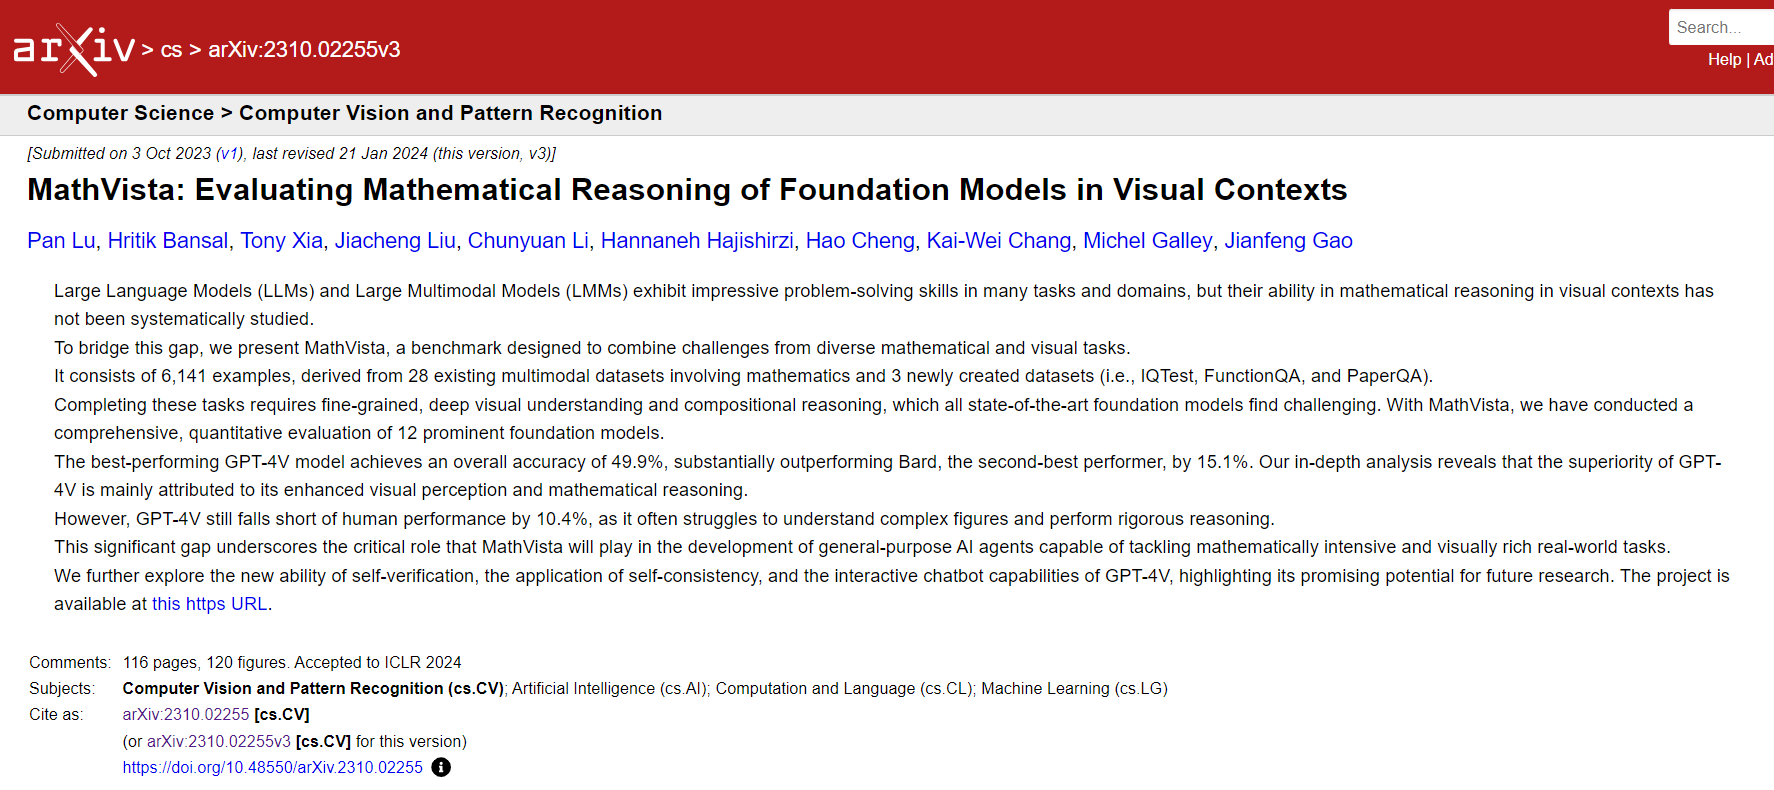 arXiv > cs > arXiv:2310.02255v3
Search...
Help | Ad
Computer Science > Computer Vision and Pattern Recognition
[Submitted on 3 Oct 2023 (v1), last revised 21 Jan 2024 (this version, v3)]
MathVista: Evaluating Mathematical Reasoning of Foundation Models in Visual Contexts
Pan Lu, Hritik Bansal, Tony Xia, Jiacheng Liu, Chunyuan Li, Hannaneh Hajishirzi, Hao Cheng, Kai-Wei Chang, Michel Galley, Jianfeng Gao
Large Language Models (LLMs) and Large Multimodal Models (LMMs) exhibit impressive problem-solving skills in many tasks and domains, but their ability in mathematical reasoning in visual contexts has
not been systematically studied.
To bridge this gap, we present MathVista, a benchmark designed to combine challenges from diverse mathematical and visual tasks.
It consists of 6,141 examples, derived from 28 existing multimodal datasets involving mathematics and 3 newly created datasets (i.e., IQTest, FunctionQA, and PaperQA).
Completing these tasks requires fine-grained, deep visual understanding and compositional reasoning, which all state-of-the-art foundation models find challenging. With MathVista, we have conducted a
comprehensive, quantitative evaluation of 12 prominent foundation models.
The best-performing GPT-4V model achieves an overall accuracy of 49.9%, substantially outperforming Bard, the second-best performer, by 15.1%. Our in-depth analysis reveals that the superiority of GPT-
4V is mainly attributed to its enhanced visual perception and mathematical reasoning.
However, GPT-4V still falls short of human performance by 10.4%, as it often struggles to understand complex figures and perform rigorous reasoning.
This significant gap underscores the critical role that MathVista will play in the development of general-purpose AI agents capable of tackling mathematically intensive and visually rich real-world tasks.
We further explore the new ability of self-verification, the application of self-consistency, and the interactive chatbot capabilities of GPT-4V, highlighting its promising potential for future research. The project is
available at this https URL.
Comments: 116 pages, 120 figures. Accepted to ICLR 2024
Subjects: Computer Vision and Pattern Recognition (cs.CV); Artificial Intelligence (cs.AI); Computation and Language (cs.CL); Machine Learning (cs.LG)
Cite as: arXiv:2310.02255 [cs.CV]
(or arXiv:2310.02255v3 [cs.CV] for this version)
https://doi.org/10.48550/arXiv.2310.02255